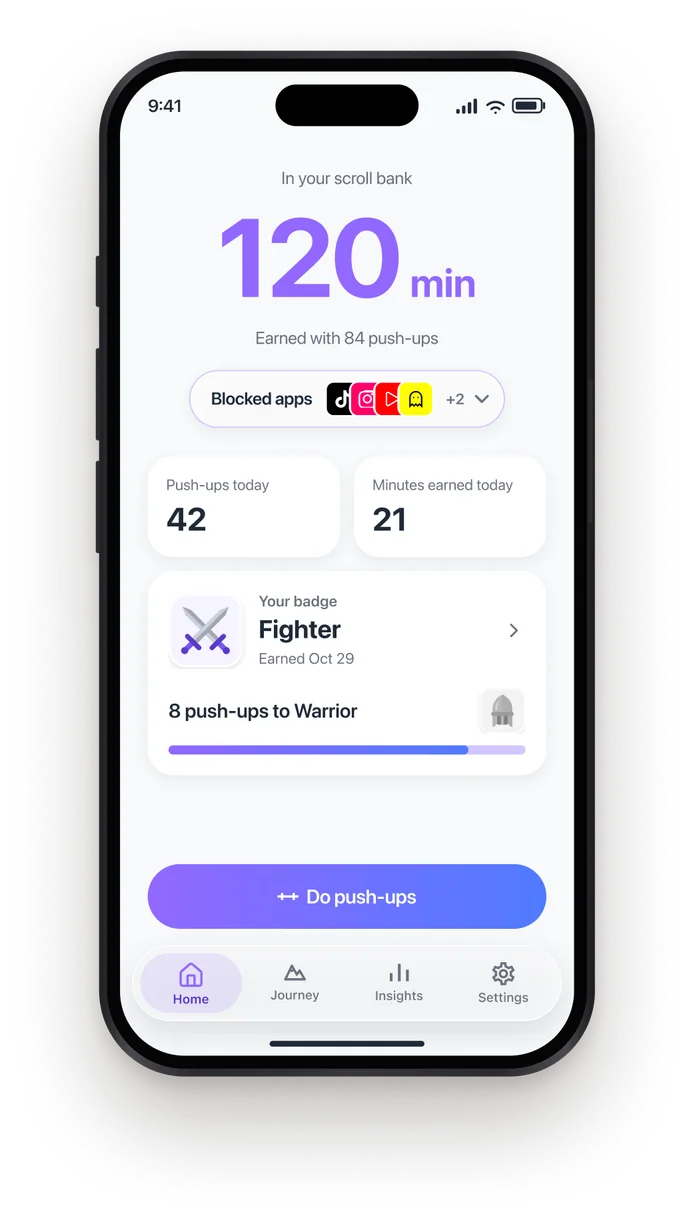 9:41
In your scroll bank
120 min
Earned with 84 push-ups
Blocked apps +2
Push-ups today
42
Minutes earned today
21
Your badge
Fighter
Earned Oct 29
8 push-ups to Warrior
Do push-ups
Home
Journey
Insights
Settings